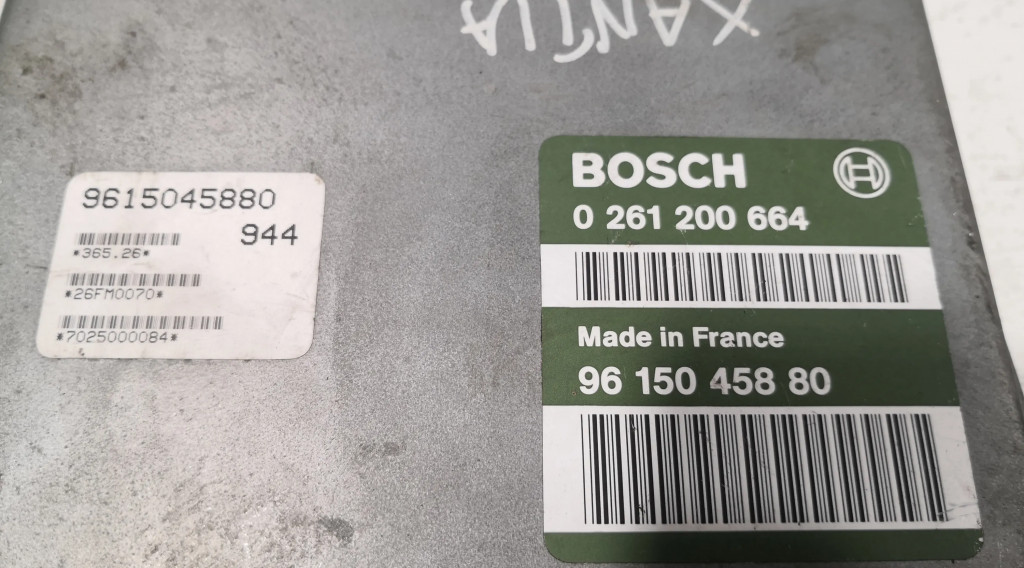 XANTIA
9615045880
944
*365.26*
*26FM0070*
*7025000084*
BOSCH
0 261 200 664
Made in France
96 150 458 80